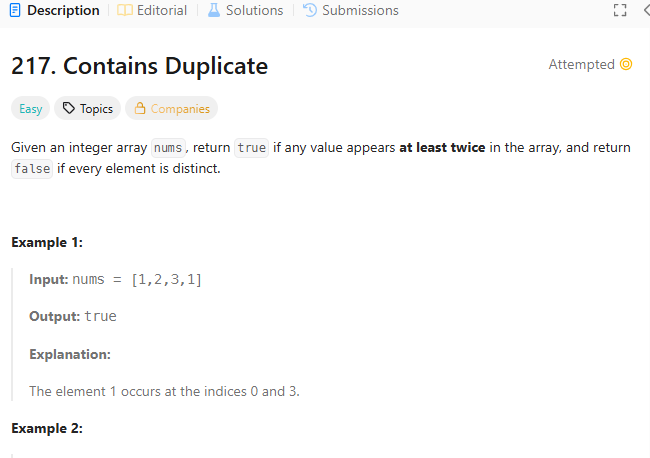 Description Editorial Solutions Submissions
217. Contains Duplicate
Attempted
Easy Topics Companies
Given an integer array nums, return true if any value appears at least twice in the array, and return
false if every element is distinct.
Example 1:
Input: nums = [1,2,3,1]
Output: true
Explanation:
The element 1 occurs at the indices 0 and 3.
Example 2: